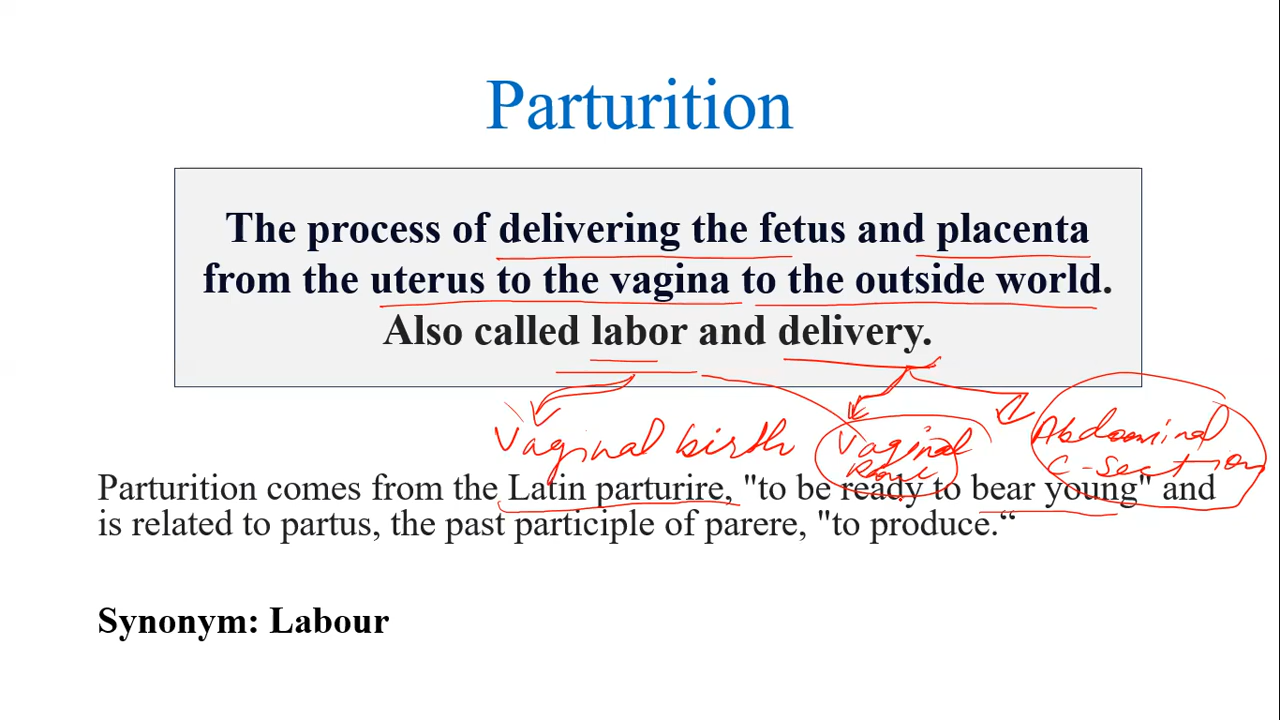 Parturition
The process of delivering the fetus and placenta
from the uterus to the vagina to the outside world.
Also called labor and delivery.
Vaginal birth
Vaginal
Abdominal
C-section
Parturition comes from the Latin parturire, "to be ready to bear young" and
is related to partus, the past participle of parere, "to produce.“
Synonym: Labour